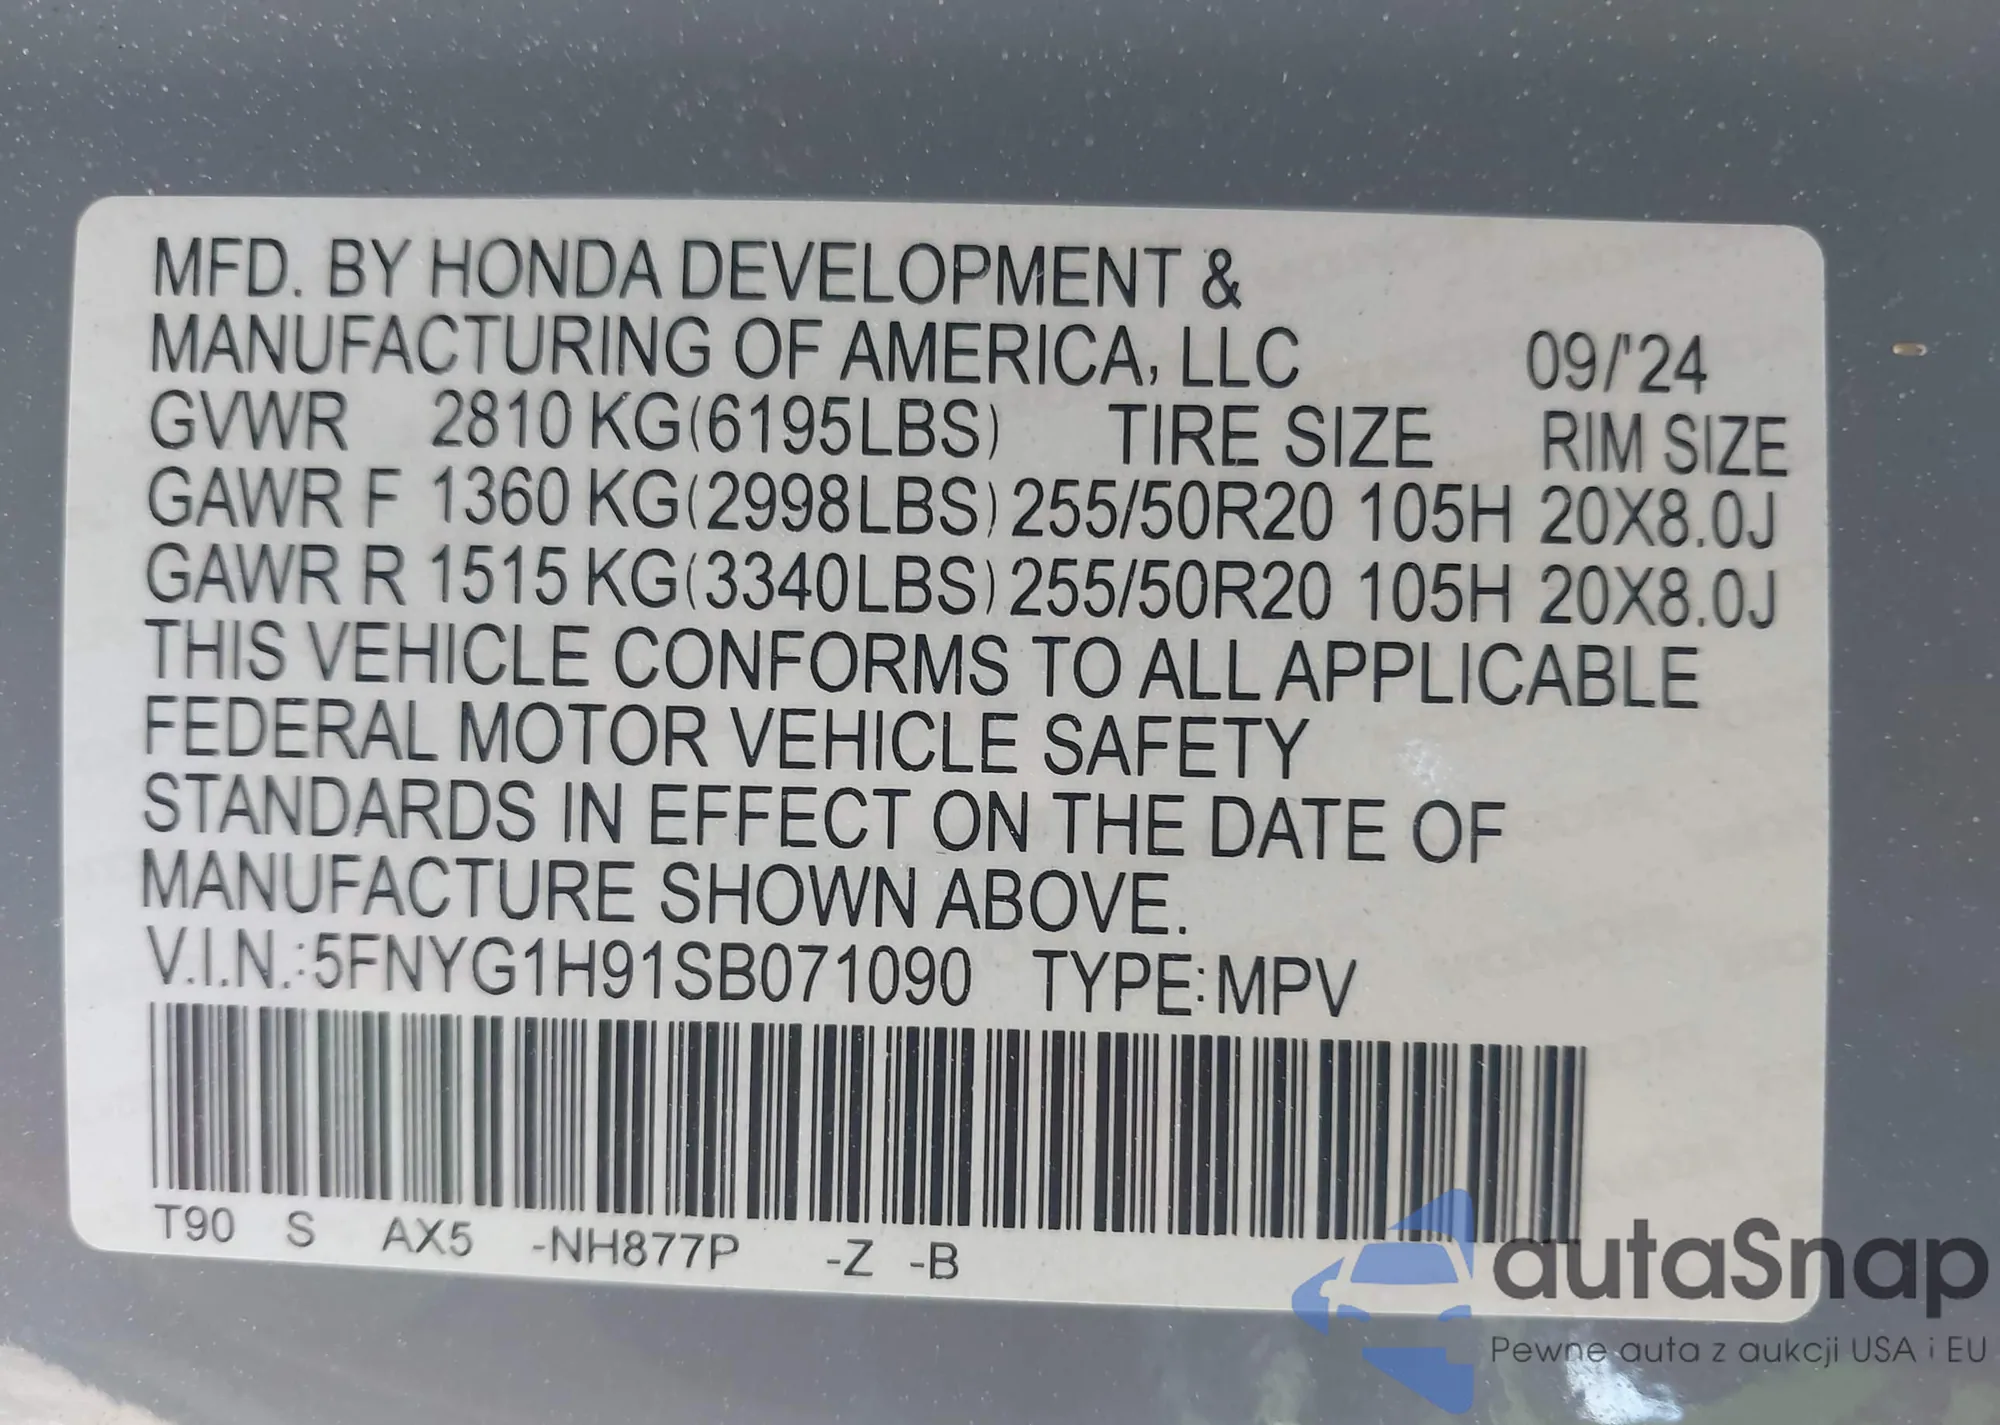 MFD. BY HONDA DEVELOPMENT &
MANUFACTURING OF AMERICA, LLC 09/'24
GVWR 2810 KG(6195LBS) TIRE SIZE RIM SIZE
GAWR F 1360 KG(2998LBS) 255/50R20 105H 20X8.0J
GAWR R 1515 KG(3340LBS) 255/50R20 105H 20X8.0J
THIS VEHICLE CONFORMS TO ALL APPLICABLE
FEDERAL MOTOR VEHICLE SAFETY
STANDARDS IN EFFECT ON THE DATE OF
MANUFACTURE SHOWN ABOVE.
V.I.N.:5FNYG1H91SB071090 TYPE:MPV
T90 S AX5 -NH877P -Z -B
autaSnap
Pewne auta z aukcji USA i EU